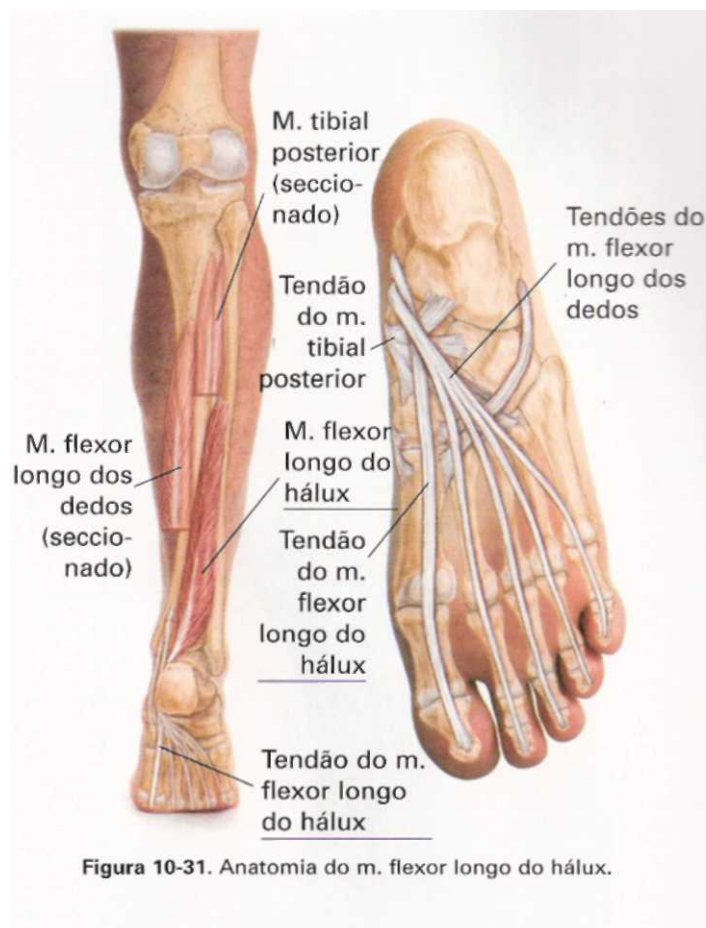 M. tibial
posterior
(seccio-
nado)
Tendões do
m. flexor
longo dos
dedos
Tendão
do m.
tibial
posterior
M. flexor
longo dos
dedos
(seccio-
nado)
M. flexor
longo do
hálux
Tendão
do m.
flexor
longo do
hálux
Tendão do m.
flexor longo
do hálux
Figura 10-31. Anatomia do m. flexor longo do hálux.